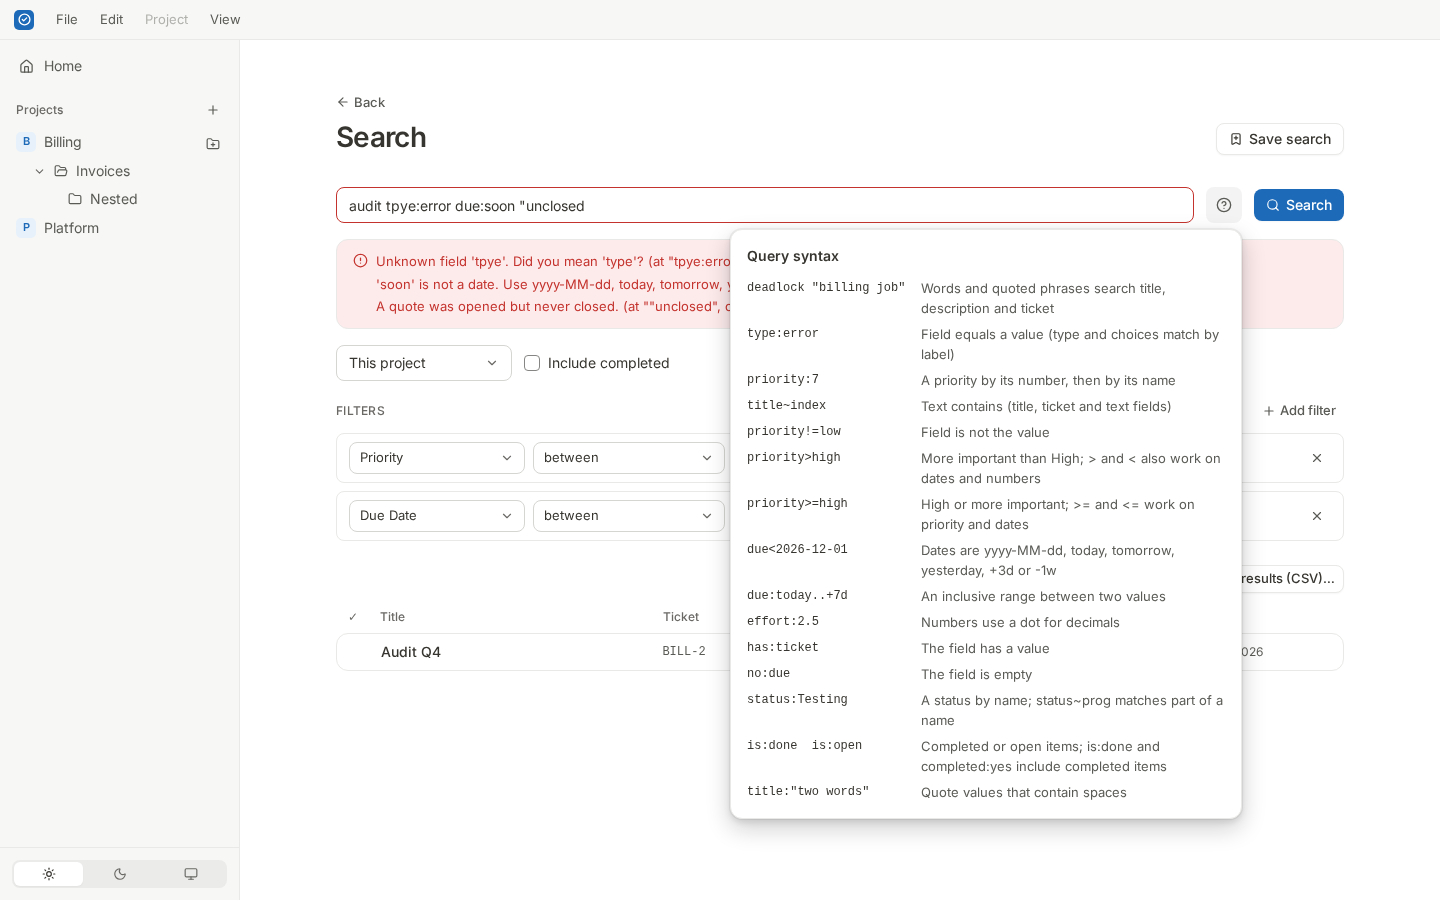 File Edit Project View
Home
Projects
B Billing
Invoices
Nested
P Platform
Back
Search
Save search
audit tpye:error due:soon "unclosed
Search
Unknown field 'tpye'. Did you mean 'type'? (at "tpye:erro
'soon' is not a date. Use yyyy-MM-dd, today, tomorrow, y
A quote was opened but never closed. (at ""unclosed", c
This project
Include completed
FILTERS
Add filter
Priority between
Due Date between
results (CSV)...
✓ Title Ticket
Audit Q4 BILL-2 026
Query syntax
deadlock "billing job" Words and quoted phrases search title,
description and ticket
type:error Field equals a value (type and choices match by
label)
priority:7 A priority by its number, then by its name
title~index Text contains (title, ticket and text fields)
priority!=low Field is not the value
priority>high More important than High; > and < also work on
dates and numbers
priority>=high High or more important; >= and <= work on
priority and dates
due<2026-12-01 Dates are yyyy-MM-dd, today, tomorrow,
yesterday, +3d or -1w
due:today..+7d An inclusive range between two values
effort:2.5 Numbers use a dot for decimals
has:ticket The field has a value
no:due The field is empty
status:Testing A status by name; status~prog matches part of a
name
is:done is:open Completed or open items; is:done and
completed:yes include completed items
title:"two words" Quote values that contain spaces